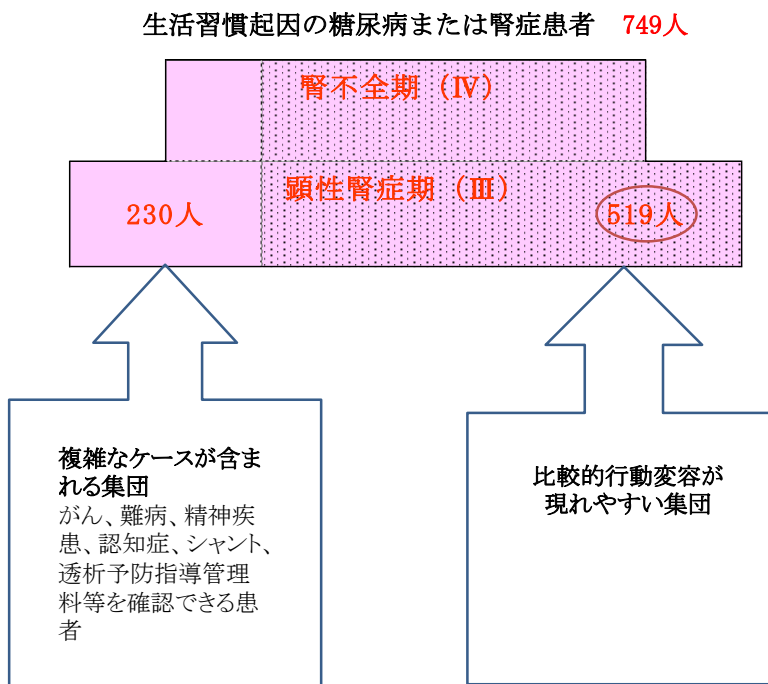 生活習慣起因の糖尿病または腎症患者　749人
腎不全期（Ⅳ）
顕性腎症期（Ⅲ）
230人
519人
複雑なケースが含ま
れる集団
がん、難病、精神疾
患、認知症、シャント、
透析予防指導管理
料等を確認できる患
者
比較的行動変容が
現れやすい集団